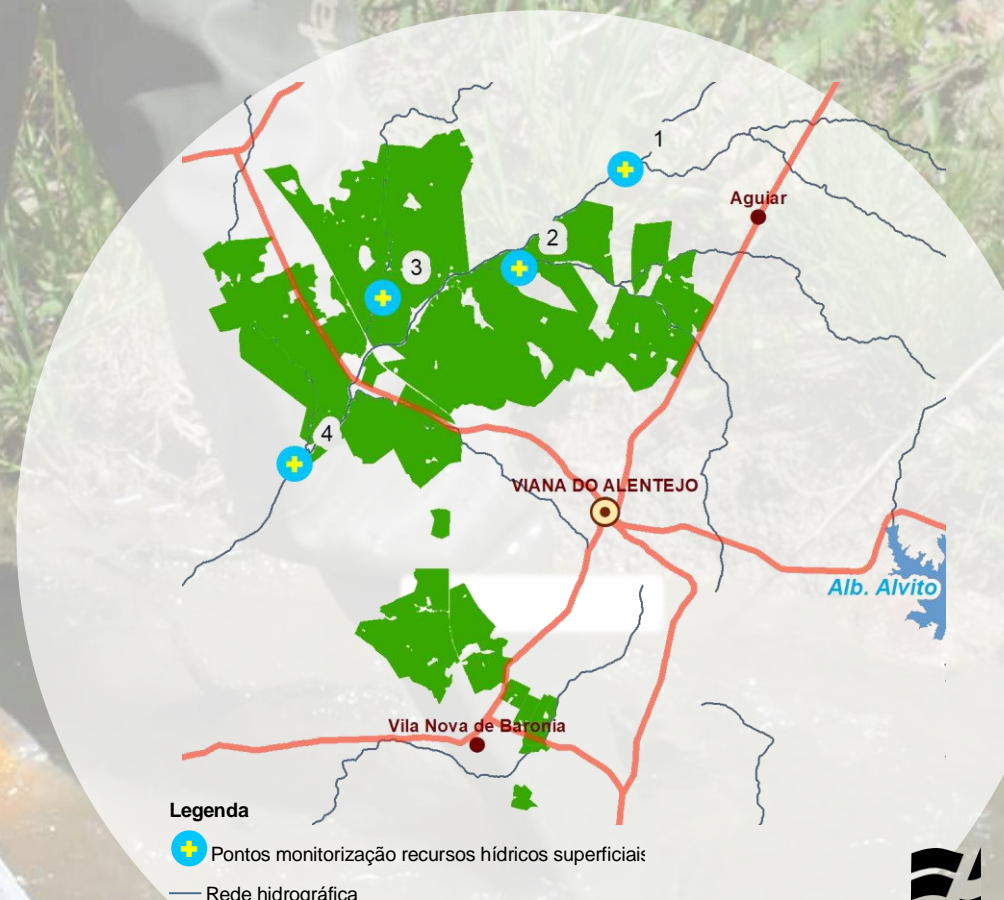 1
Aguiar
2
3
4
VIANA DO ALENTEJO
Alb. Alvito
Vila Nova de Baronia
Legenda
Pontos monitorização recursos hídricos superficiais
Rede hidrográfica